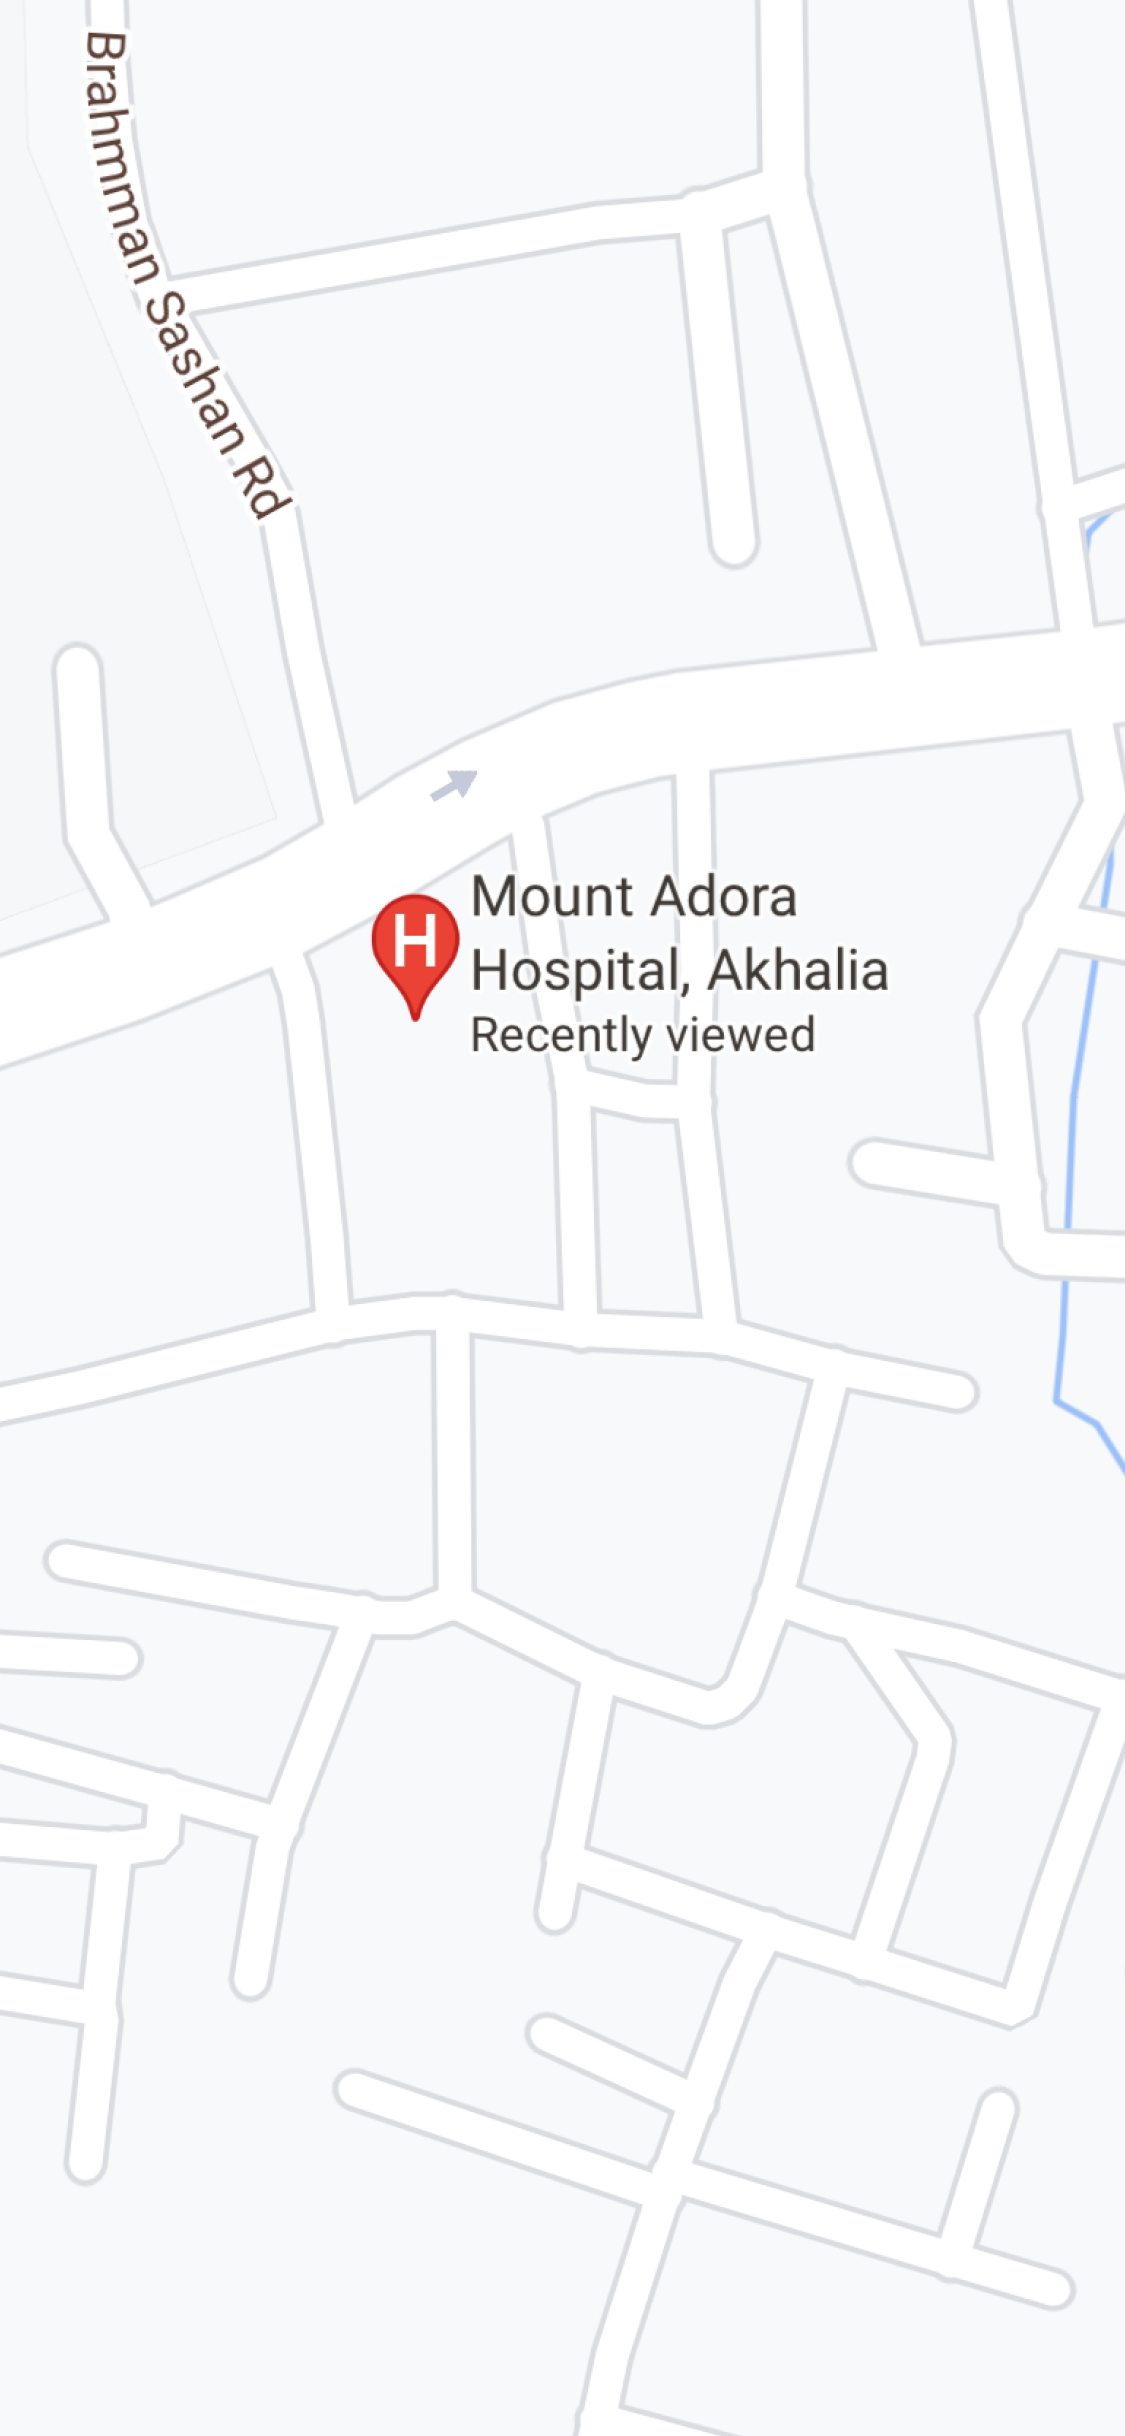 Brahmman Sashan Rd
H
Mount Adora
Hospital, Akhalia
Recently viewed